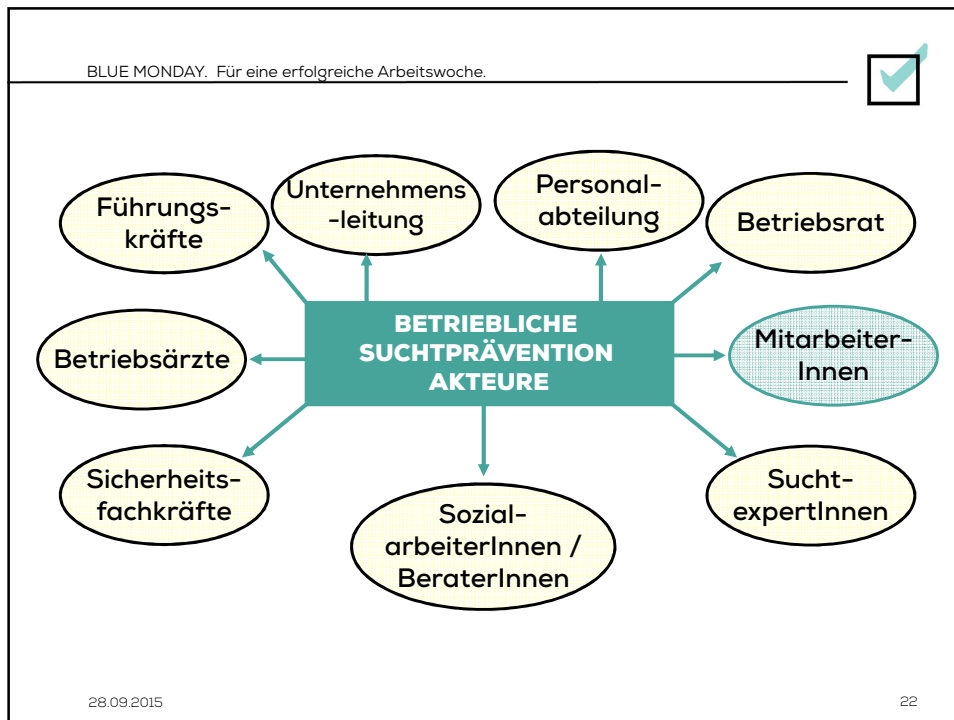 BLUE MONDAY. Für eine erfolgreiche Arbeitswoche.
Führungs-
kräfte
Unternehmens
-leitung
Personal-
abteilung
Betriebsrat
BETRIEBLICHE
SUCHTPRÄVENTION
AKTEURE
Betriebsärzte
Mitarbeiter-
Innen
Sicherheits-
fachkräfte
Sozial-
arbeiterInnen /
BeraterInnen
Sucht-
expertInnen
28.09.2015
22